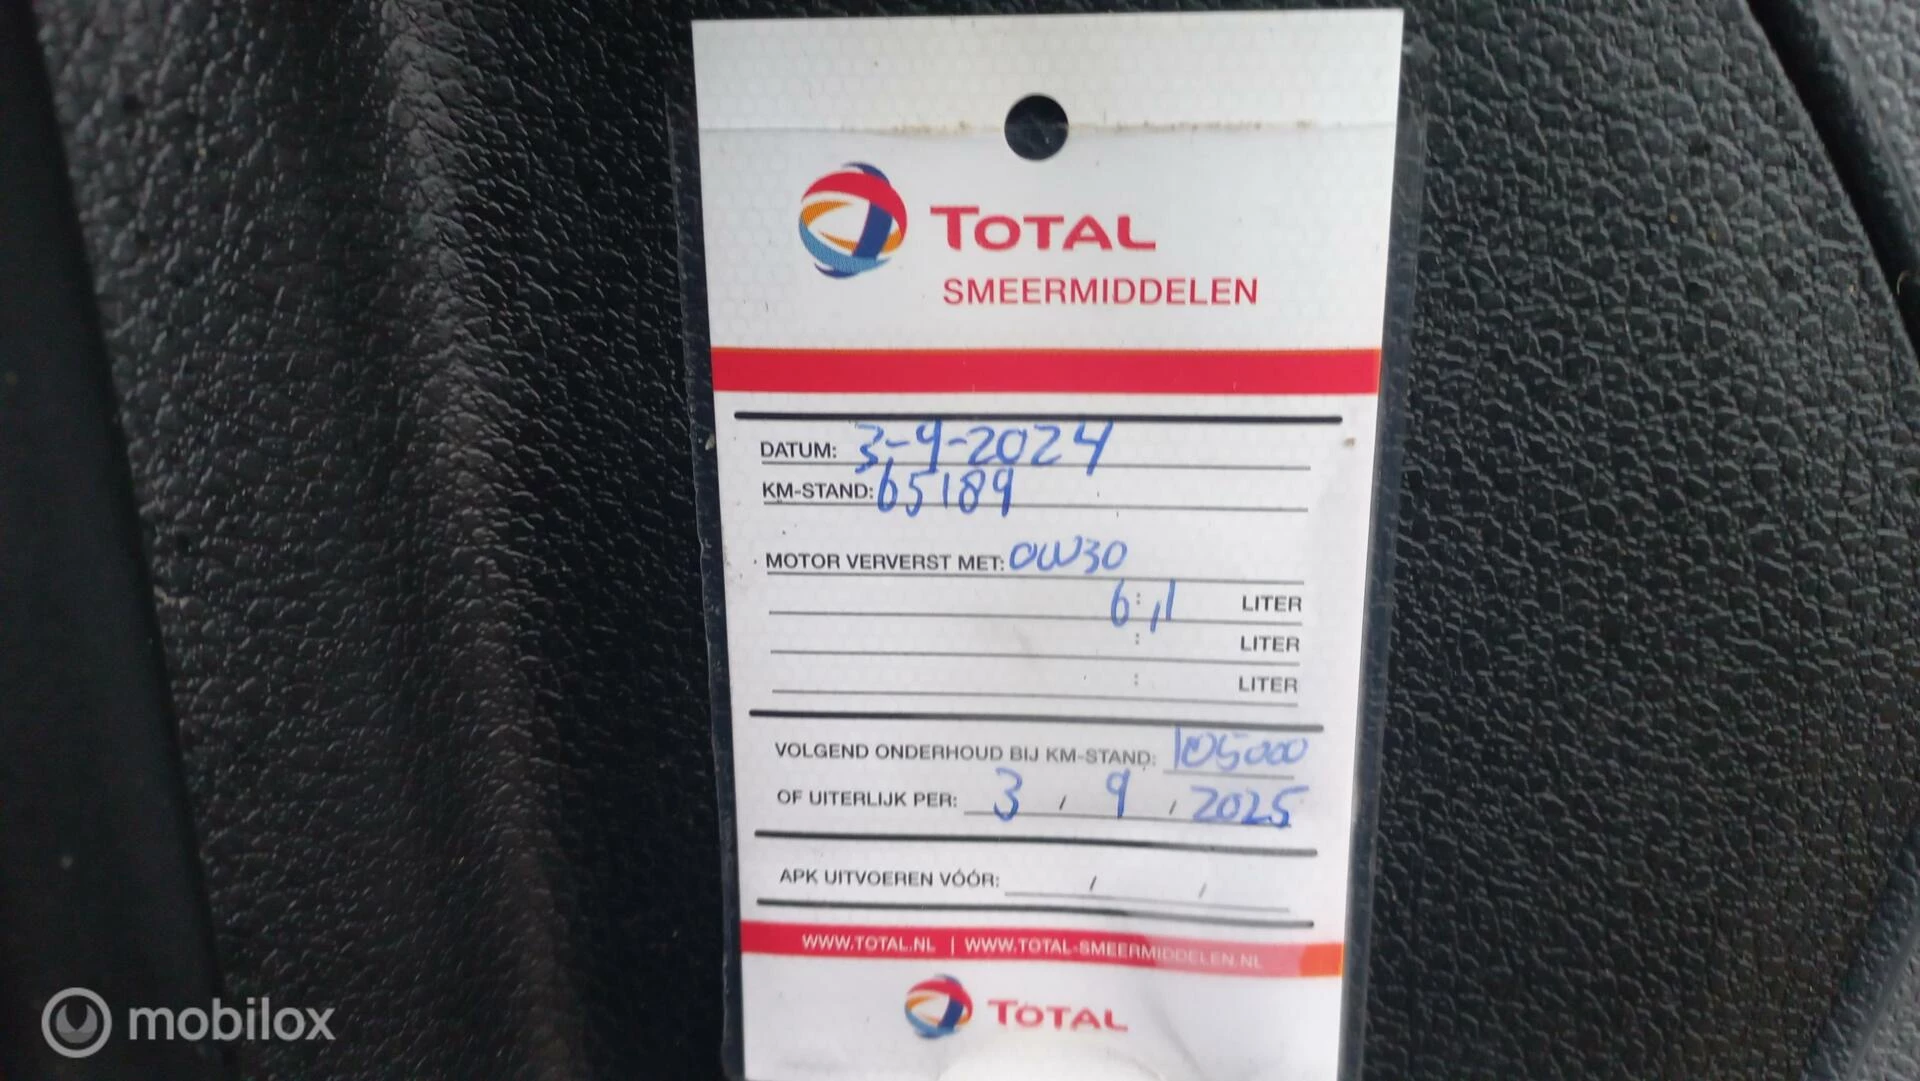 TOTAL
SMEERMIDDELEN
DATUM: 3-9-2024
KM-STAND: 65189
MOTOR VERVERST MET: 0W30
6:,1 LITER
: LITER
: LITER
VOLGEND ONDERHOUD BIJ KM-STAND: 105000
OF UITERLIJK PER: 3 / 9 / 2025
APK UITVOEREN VÓÓR: / /
WWW.TOTAL.NL | WWW.TOTAL-SMEERMIDDELEN.NL
TOTAL
mobilox